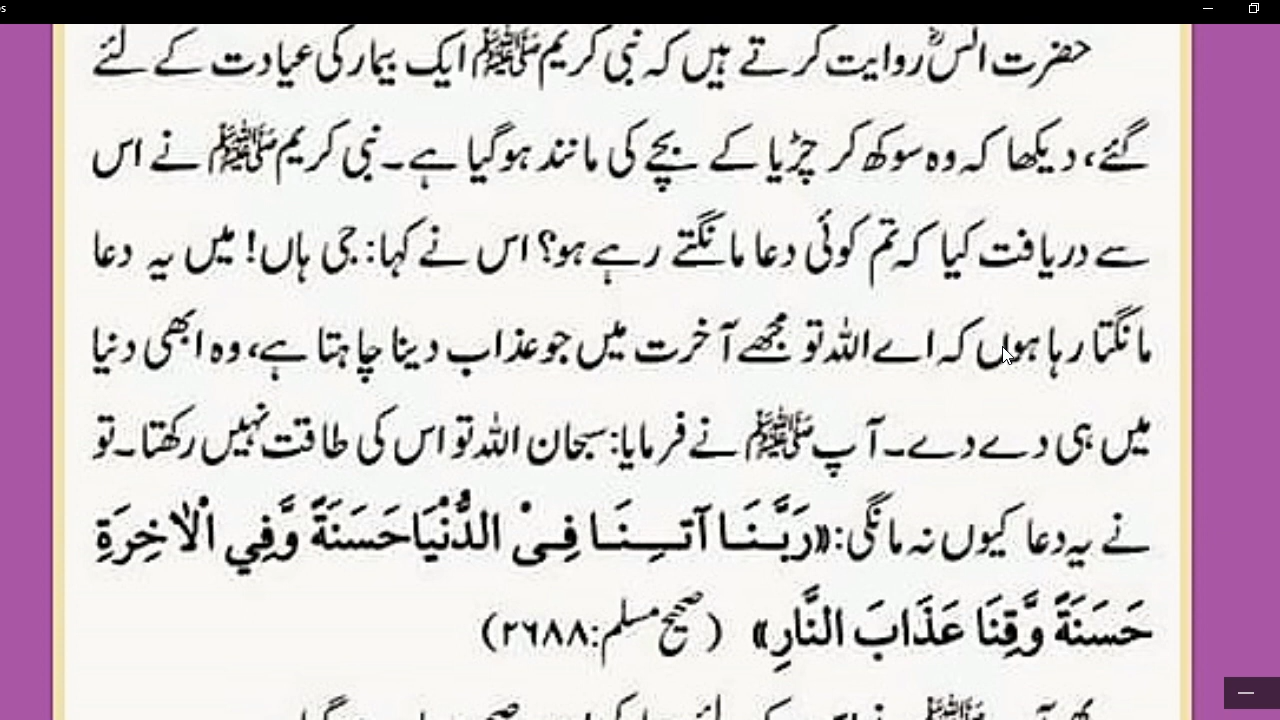 حضرت انسؓ روایت کرتے ہیں کہ نبی کریم ﷺ ایک بیمار کی عیادت کے لئے
گئے، دیکھا کہ وہ سوکھ کر چڑیا کے بچے کی مانند ہوگیا ہے۔ نبی کریم ﷺ نے اس
سے دریافت کیا کہ تم کوئی دعا مانگتے رہے ہو؟ اس نے کہا: جی ہاں! میں یہ دعا
مانگتا رہا ہوں کہ اے اللہ تو مجھے آخرت میں جو عذاب دینا چاہتا ہے، وہ ابھی دنیا
میں ہی دے دے۔ آپ ﷺ نے فرمایا: سبحان اللہ تو اس کی طاقت نہیں رکھتا۔ تو
نے یہ دعا کیوں نہ مانگی: «رَبَّنَا آتِنَا فِیْ الدُّنْيَا حَسَنَةً وَّفِي الْاٰخِرَةِ
حَسَنَةً وَّقِنَا عَذَابَ النَّارِ» (صحیح مسلم: ٢٦٨٨)